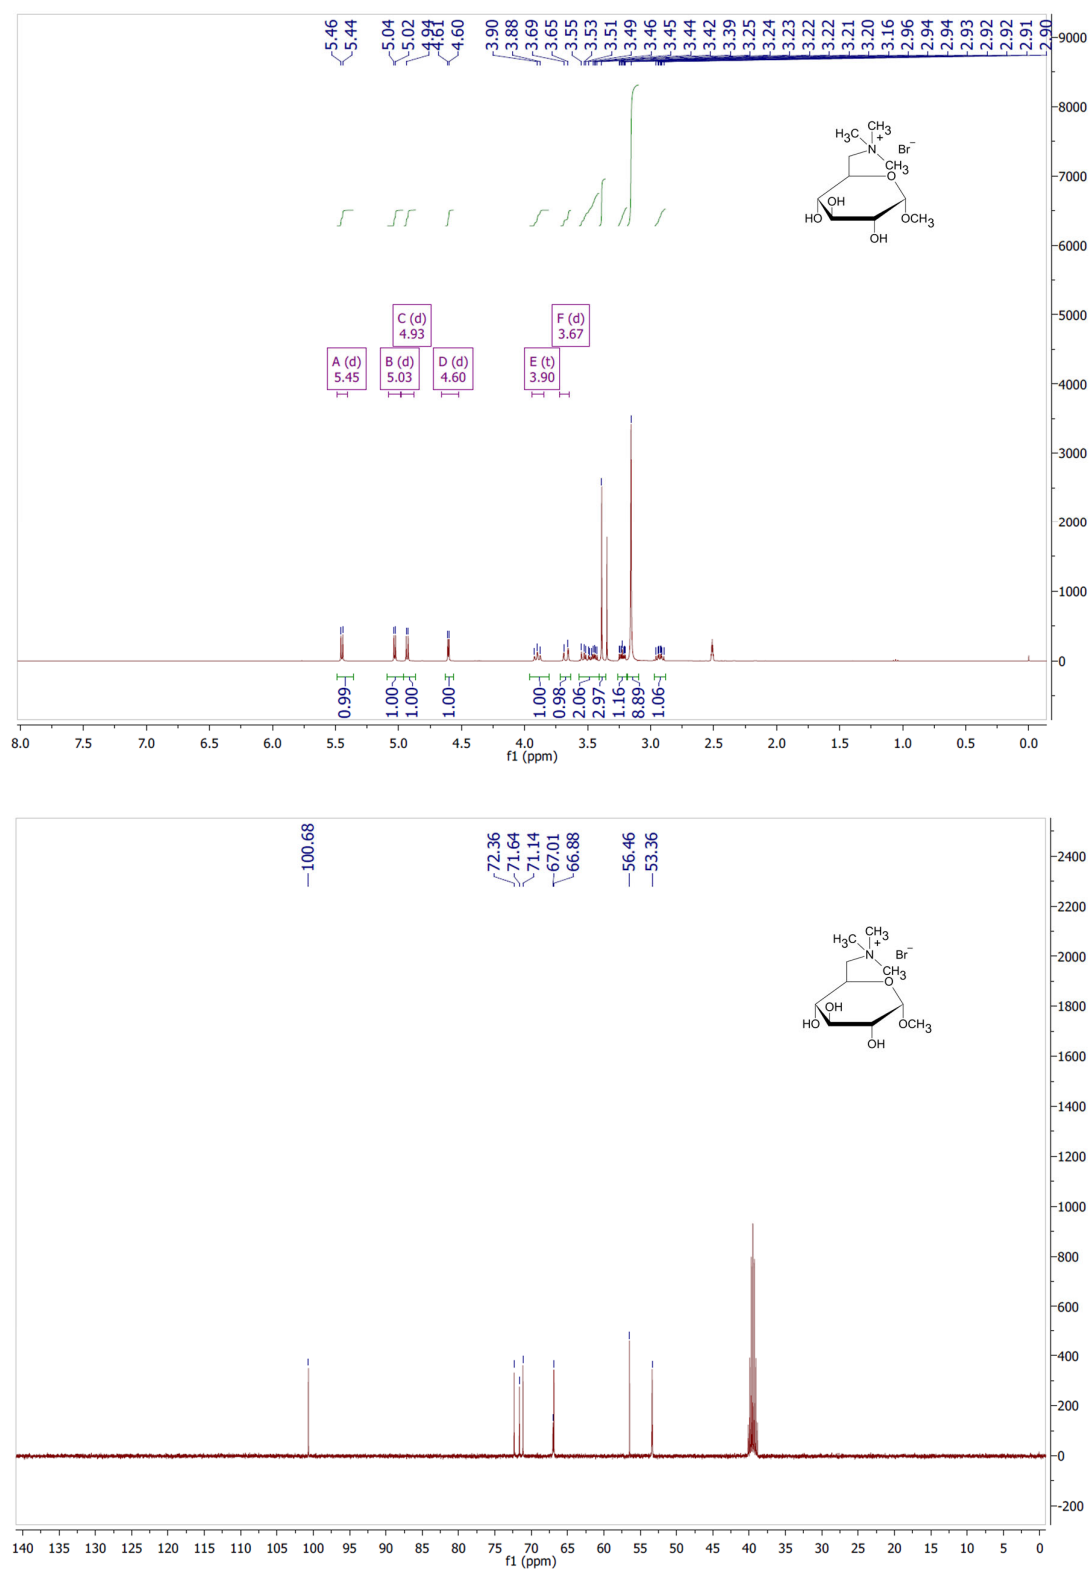 5.46
5.44
5.04
5.02
4.94
4.61
4.60
3.90
3.88
3.69
3.65
3.55
3.53
3.51
3.49
3.46
3.45
3.44
3.42
3.39
3.25
3.24
3.23
3.22
3.22
3.21
3.20
3.16
2.96
2.94
2.94
2.93
2.92
2.92
2.91
2.90
9000
8000
7000
6000
5000
4000
3000
2000
1000
0
H₃C
CH₃
N
+
Br⁻
CH₃
O
OH
HO
OCH₃
OH
C (d)
4.93
F (d)
3.67
A (d)
5.45
B (d)
5.03
D (d)
4.60
E (t)
3.90
0.99
1.00
1.00
1.00
1.00
0.98
2.06
2.97
1.16
8.89
1.06
8.0 7.5 7.0 6.5 6.0 5.5 5.0 4.5 4.0 3.5 3.0 2.5 2.0 1.5 1.0 0.5 0.0
f1 (ppm)
100.68
72.36
71.64
71.14
67.01
66.88
56.46
53.36
2400
2200
2000
1800
1600
1400
1200
1000
800
600
400
200
0
-200
H₃C
CH₃
N
+
Br⁻
CH₃
O
OH
HO
OCH₃
OH
140 135 130 125 120 115 110 105 100 95 90 85 80 75 70 65 60 55 50 45 40 35 30 25 20 15 10 5 0
f1 (ppm)